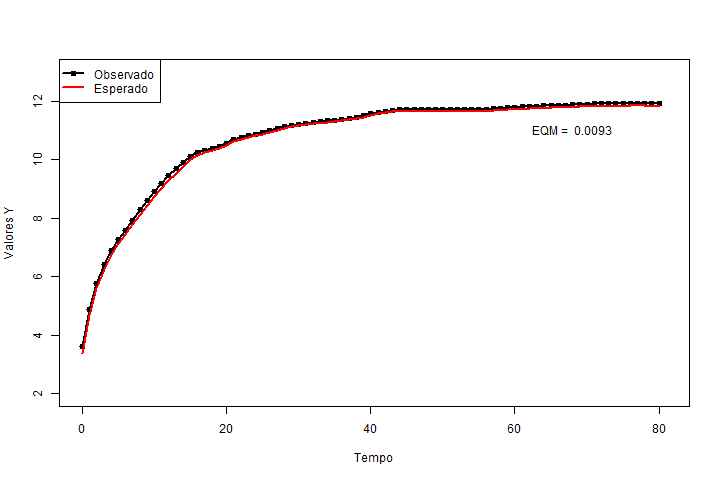 Observado
Esperado
EQM = 0.0093
Valores Y
12
10
8
6
4
2
0 20 40 60 80
Tempo